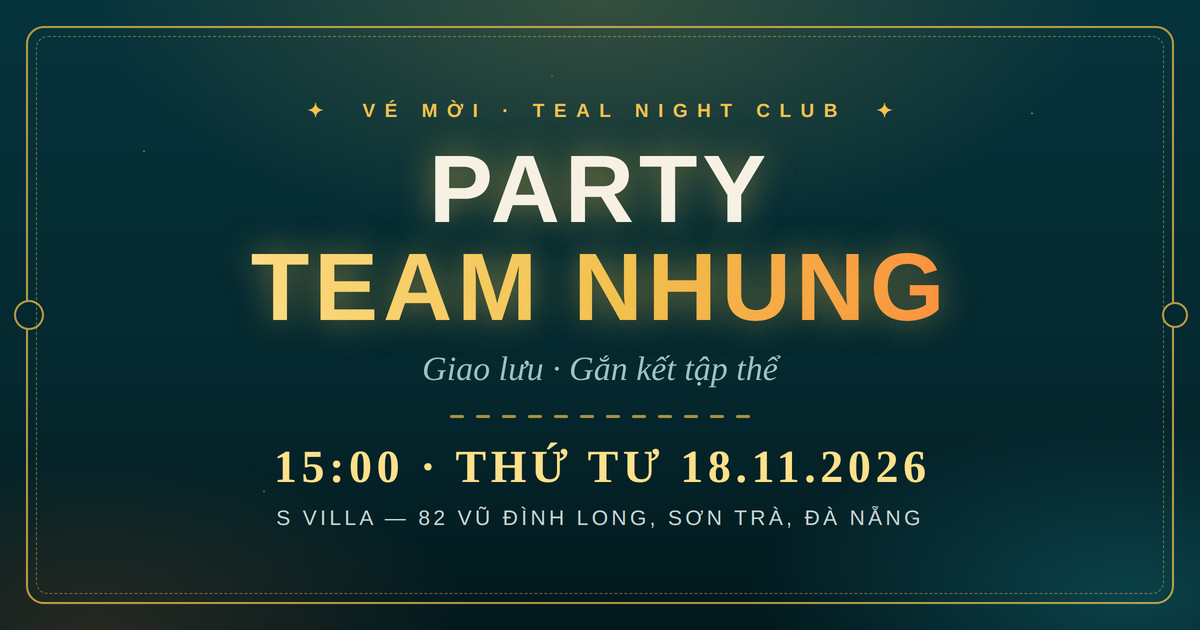 ✦ VÉ MỜI · TEAL NIGHT CLUB ✦
PARTY
TEAM NHUNG
Giao lưu · Gắn kết tập thể
15:00 · THỨ TƯ 18.11.2026
S VILLA — 82 VŨ ĐÌNH LONG, SƠN TRÀ, ĐÀ NẴNG